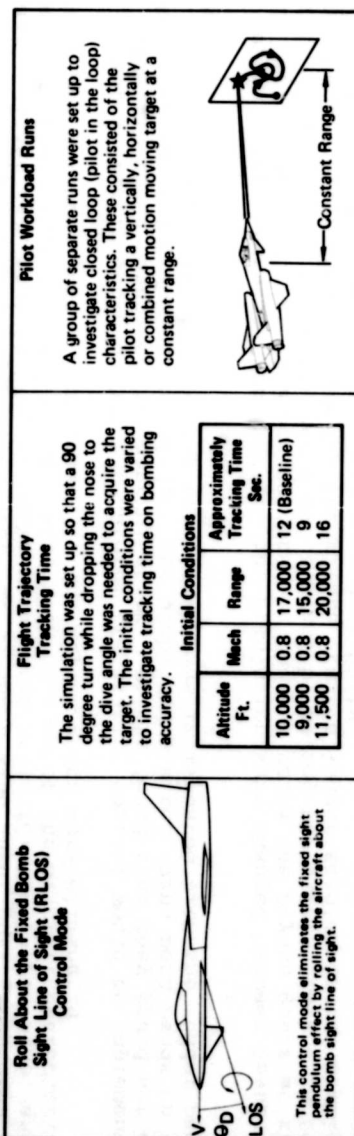 Roll About the Fixed Bomb
Sight Line of Sight (RLOS)
Control Mode
V
θD
LOS
This control mode eliminates the fixed sight
pendulum effect by rolling the aircraft about
the bomb sight line of sight.
Flight Trajectory
Tracking Time
The simulation was set up so that a 90
degree turn while dropping the nose to
the dive angle was needed to acquire the
target. The initial conditions were varied
to investigate tracking time on bombing
accuracy.
Initial Conditions
Altitude Ft. Mach Range Approximately Tracking Time Sec.
10,000 0.8 17,000 12 (Baseline)
9,000 0.8 15,000 9
11,500 0.8 20,000 16
Pilot Workload Runs
A group of separate runs were set up to
investigate closed loop (pilot in the loop)
characteristics. These consisted of the
pilot tracking a vertically, horizontally
or combined motion moving target at a
constant range.
Constant Range